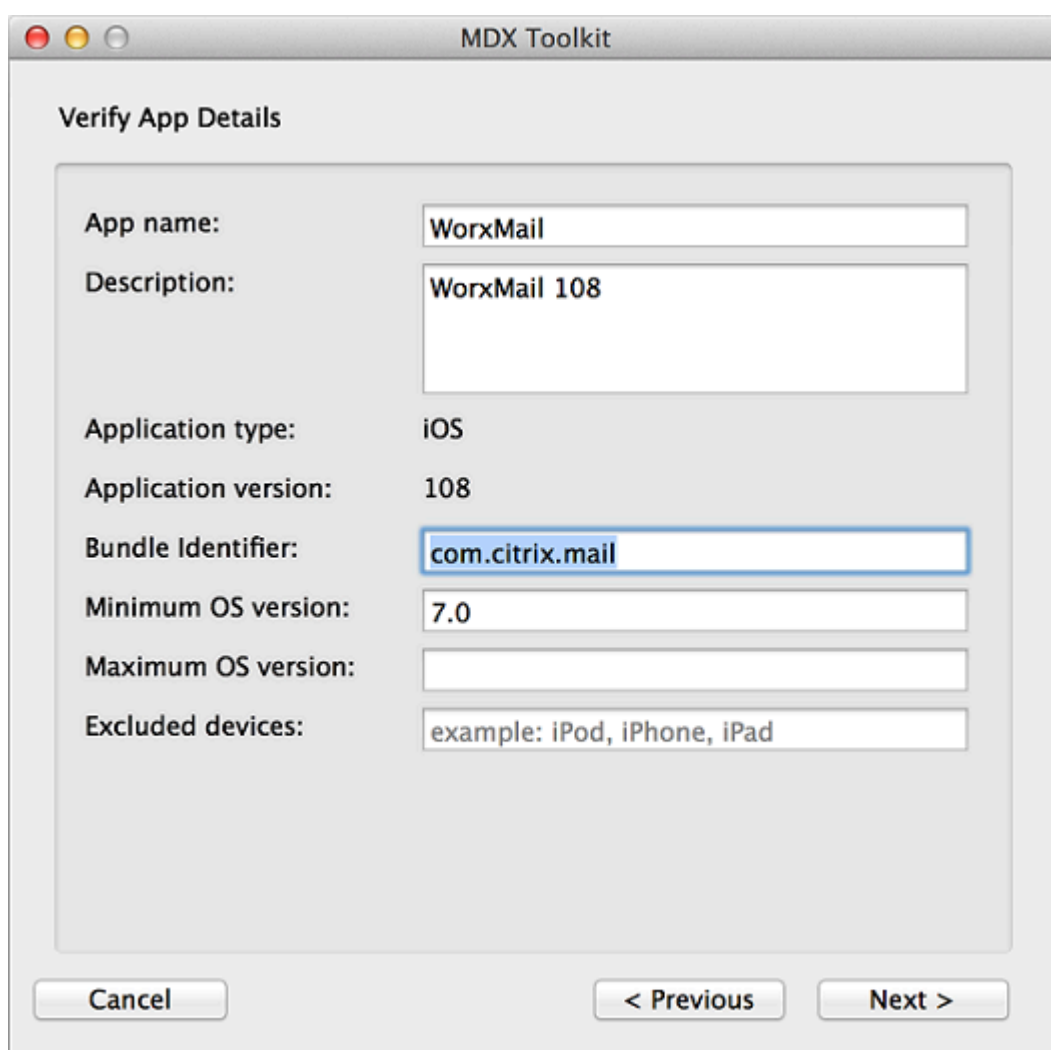 MDX Toolkit
Verify App Details
App name: WorxMail
Description: WorxMail 108
Application type: iOS
Application version: 108
Bundle Identifier: com.citrix.mail
Minimum OS version: 7.0
Maximum OS version:
Excluded devices: example: iPod, iPhone, iPad
Cancel < Previous Next >